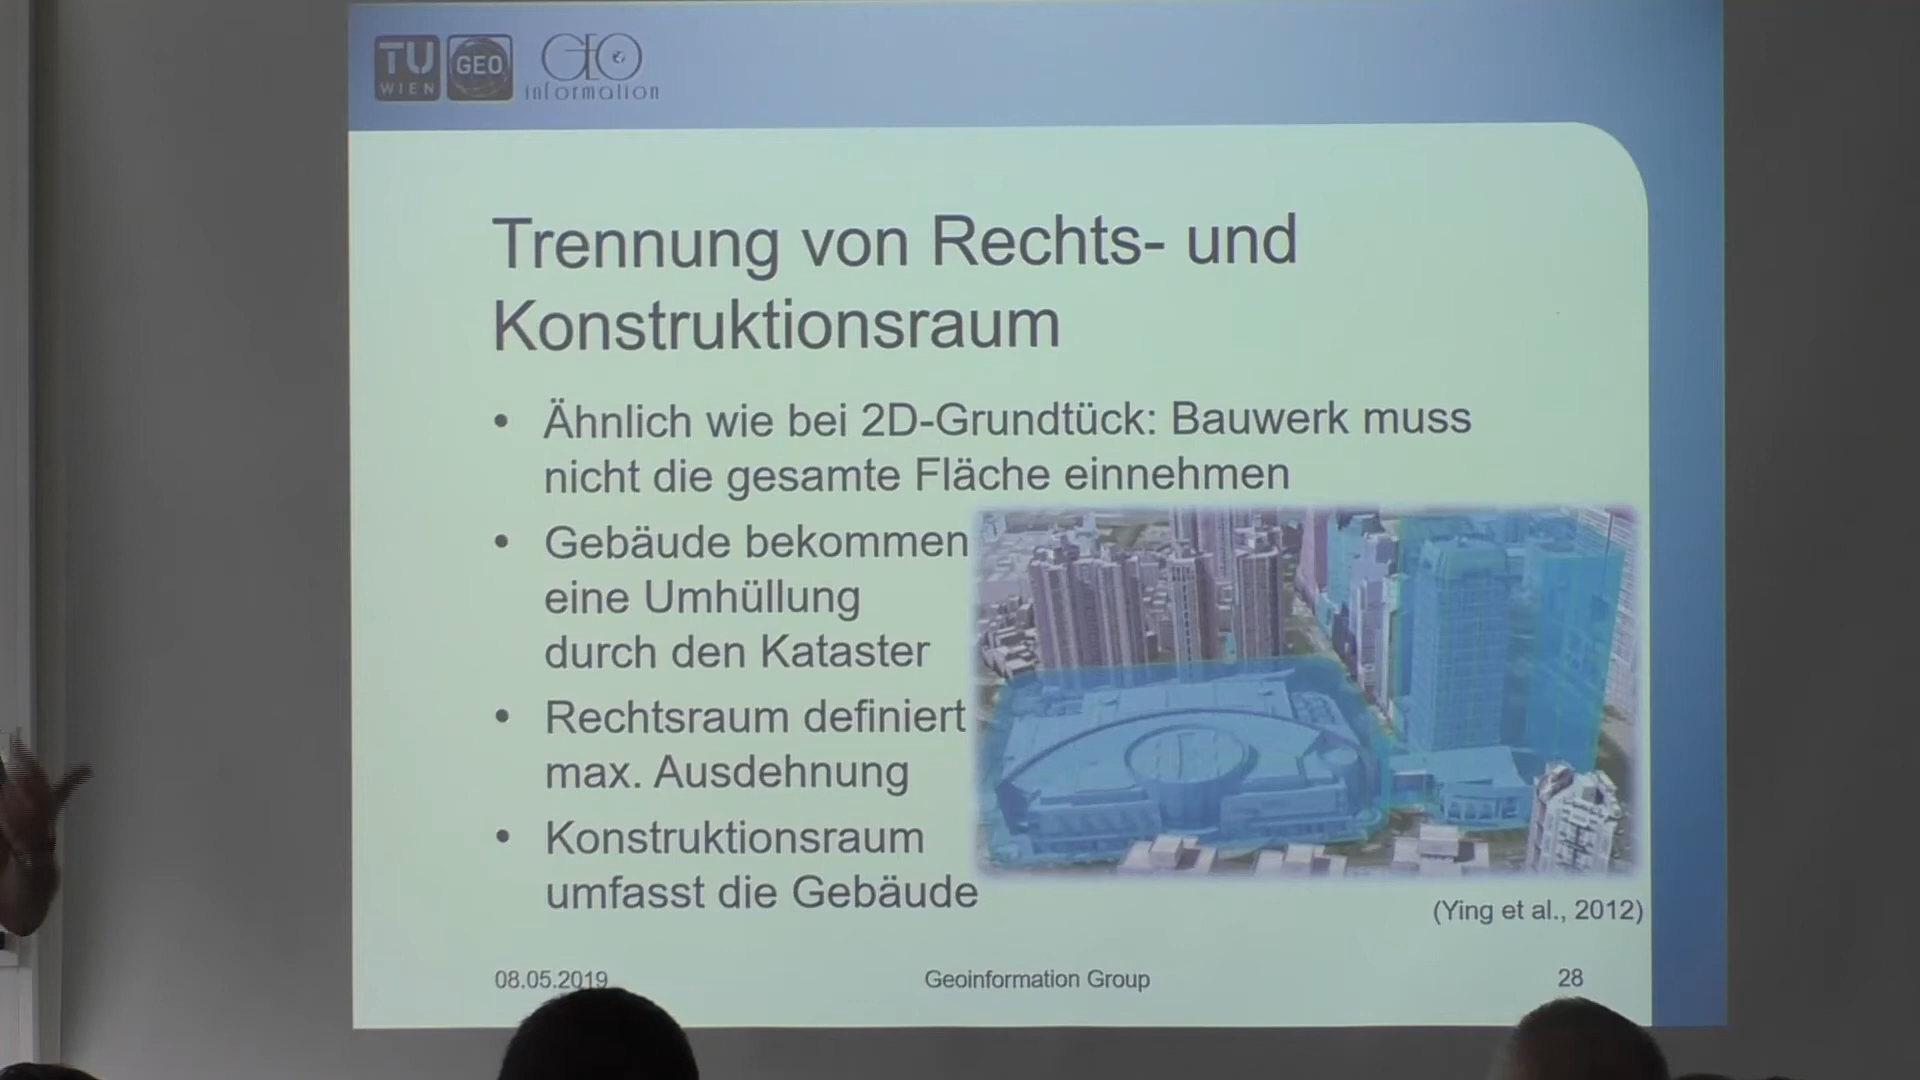 TU
WIEN
GEO
GEO
information
Trennung von Rechts- und
Konstruktionsraum
• Ähnlich wie bei 2D-Grundtück: Bauwerk muss
nicht die gesamte Fläche einnehmen
• Gebäude bekommen
eine Umhüllung
durch den Kataster
• Rechtsraum definiert
max. Ausdehnung
• Konstruktionsraum
umfasst die Gebäude
(Ying et al., 2012)
08.05.2019
Geoinformation Group
28